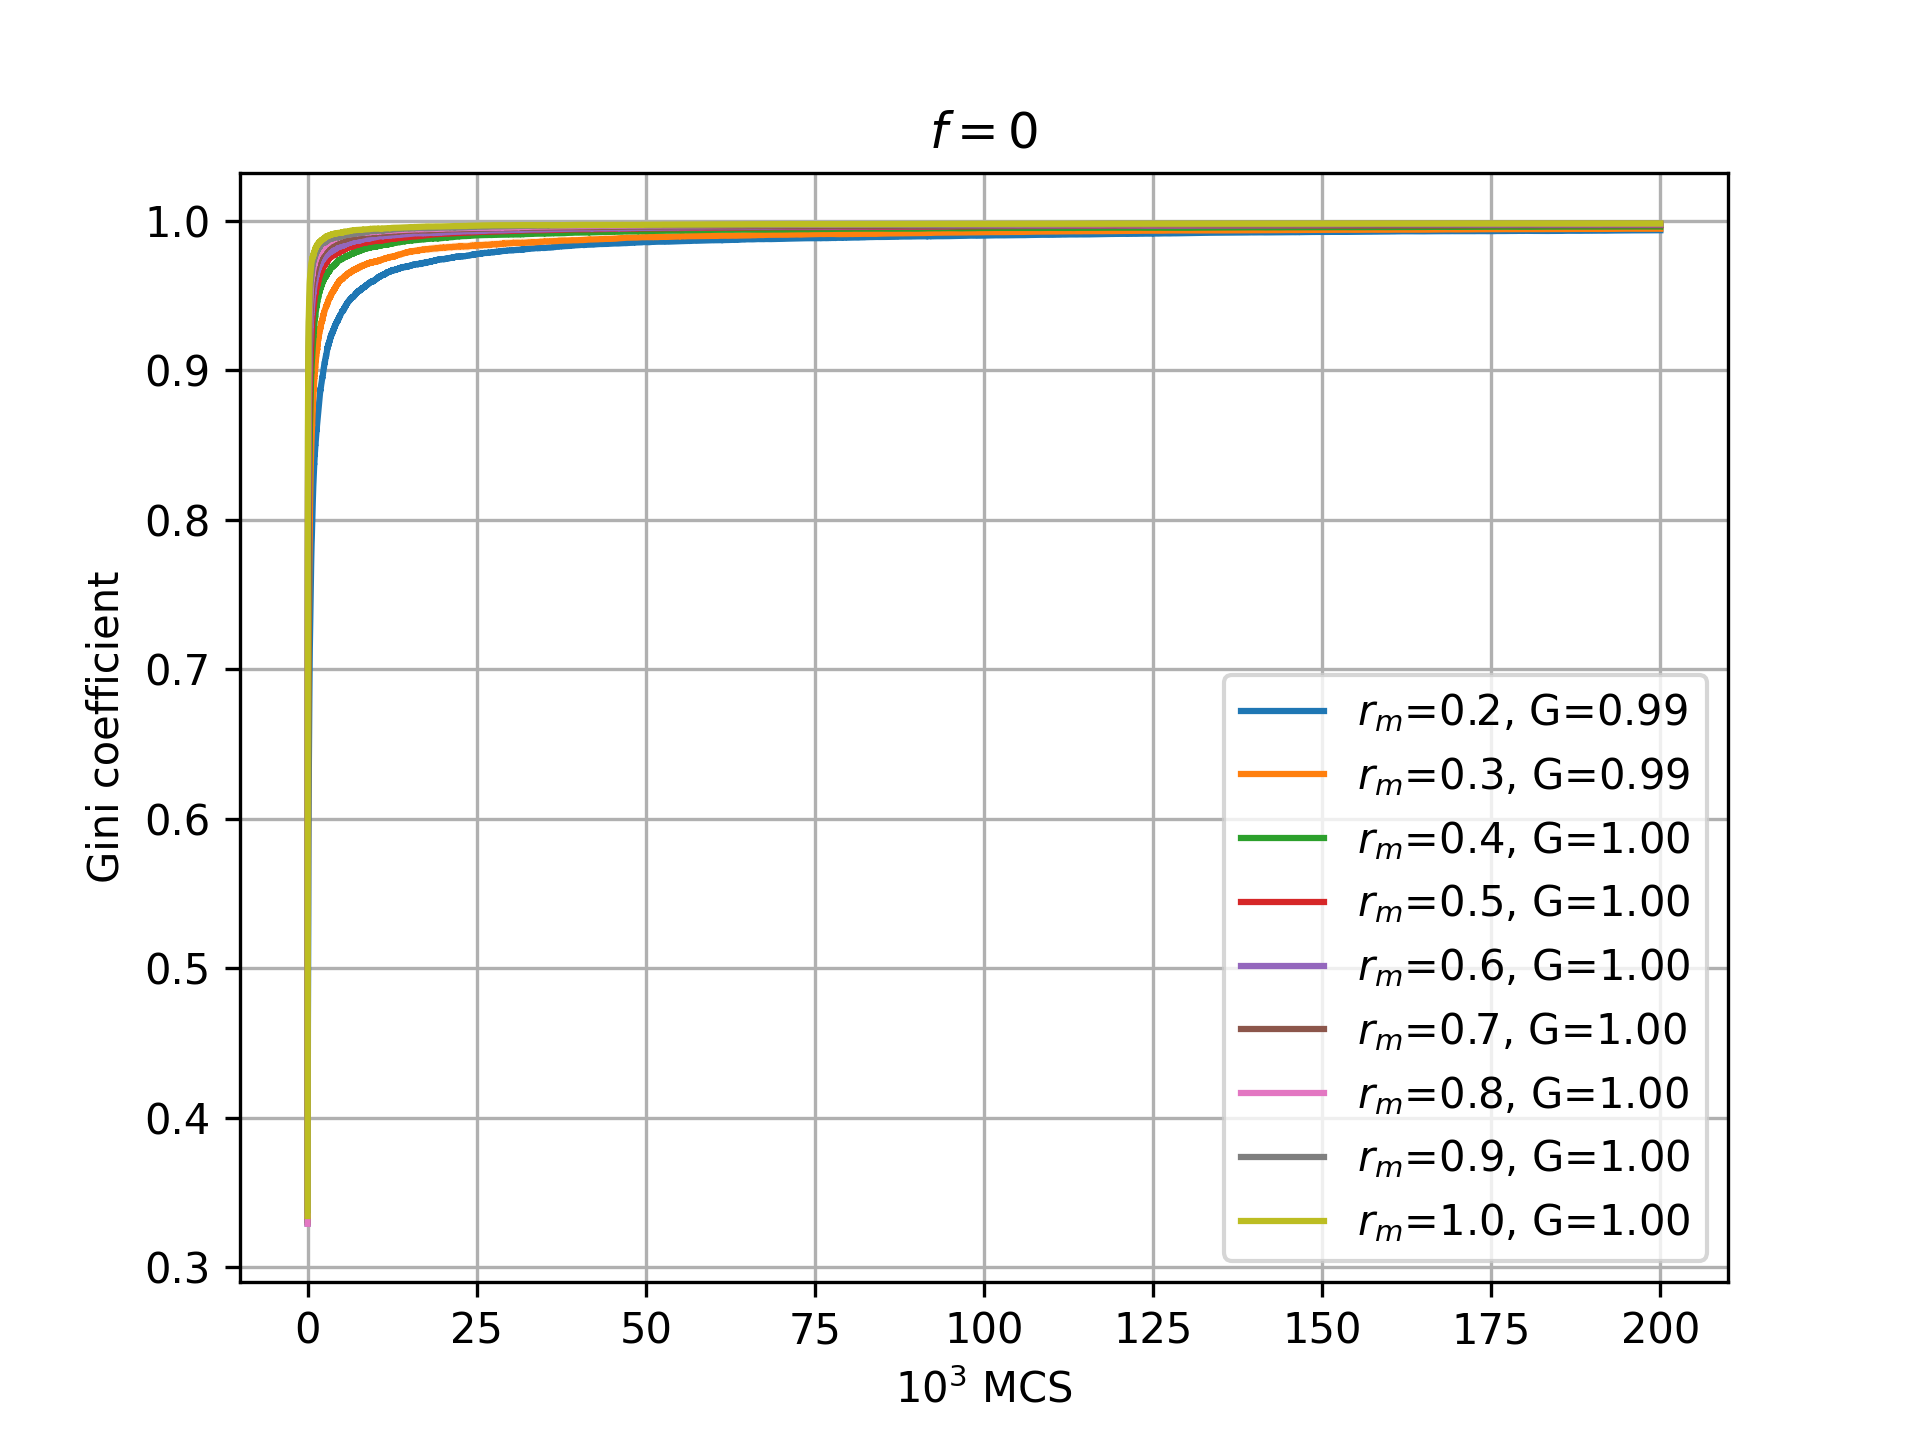 f = 0
Gini coefficient
1.0
0.9
0.8
0.7
0.6
0.5
0.4
0.3
r_m=0.2, G=0.99
r_m=0.3, G=0.99
r_m=0.4, G=1.00
r_m=0.5, G=1.00
r_m=0.6, G=1.00
r_m=0.7, G=1.00
r_m=0.8, G=1.00
r_m=0.9, G=1.00
r_m=1.0, G=1.00
0 25 50 75 100 125 150 175 200
10³ MCS